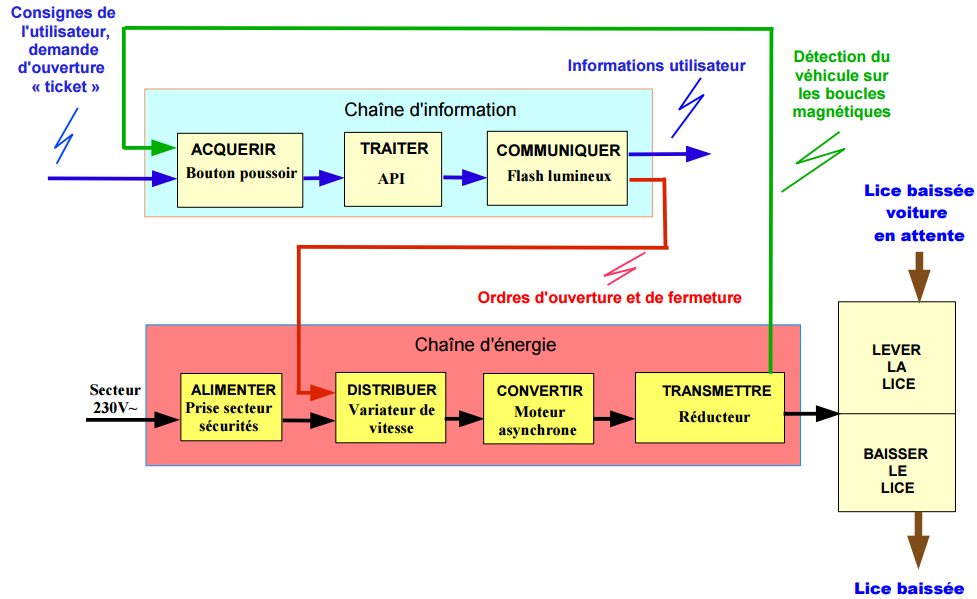 Consignes de
l'utilisateur,
demande
d'ouverture
« ticket »
Informations utilisateur
Détection du
véhicule sur
les boucles
magnétiques
Chaîne d'information
ACQUERIR
Bouton poussoir
TRAITER
API
COMMUNIQUER
Flash lumineux
Lice baissée
voiture
en attente
Ordres d'ouverture et de fermeture
Chaîne d'énergie
Secteur
230V~
ALIMENTER
Prise secteur
sécurités
DISTRIBUER
Variateur de
vitesse
CONVERTIR
Moteur
asynchrone
TRANSMETTRE
Réducteur
LEVER
LA
LICE
BAISSER
LE
LICE
Lice baissée